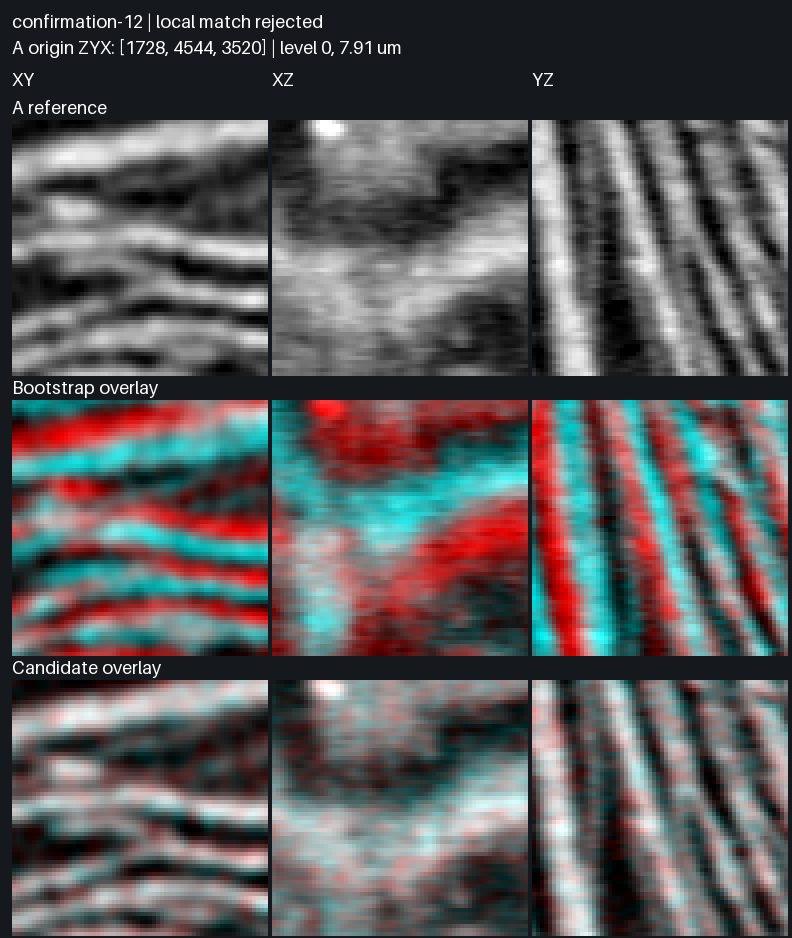 confirmation-12 | local match rejected
A origin ZYX: [1728, 4544, 3520] | level 0, 7.91 um
XY XZ YZ
A reference
Bootstrap overlay
Candidate overlay